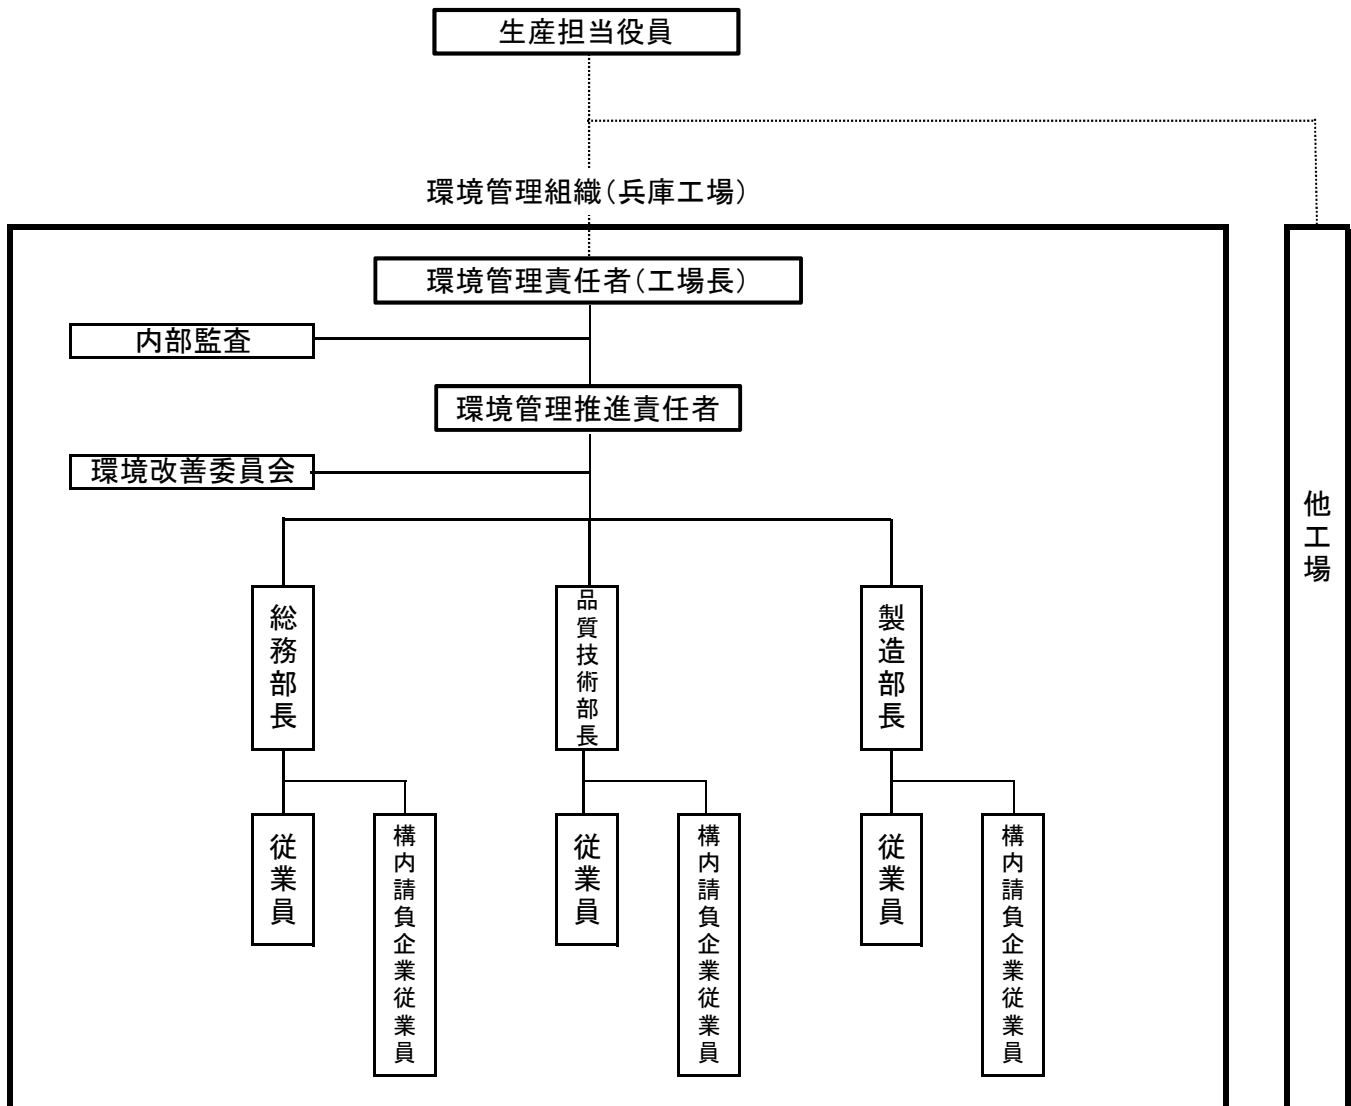 生産担当役員
環境管理組織(兵庫工場)
環境管理責任者(工場長)
内部監査
環境管理推進責任者
環境改善委員会
他工場
総務部長
品質技術部長
製造部長
従業員
構内請負企業従業員
従業員
構内請負企業従業員
従業員
構内請負企業従業員